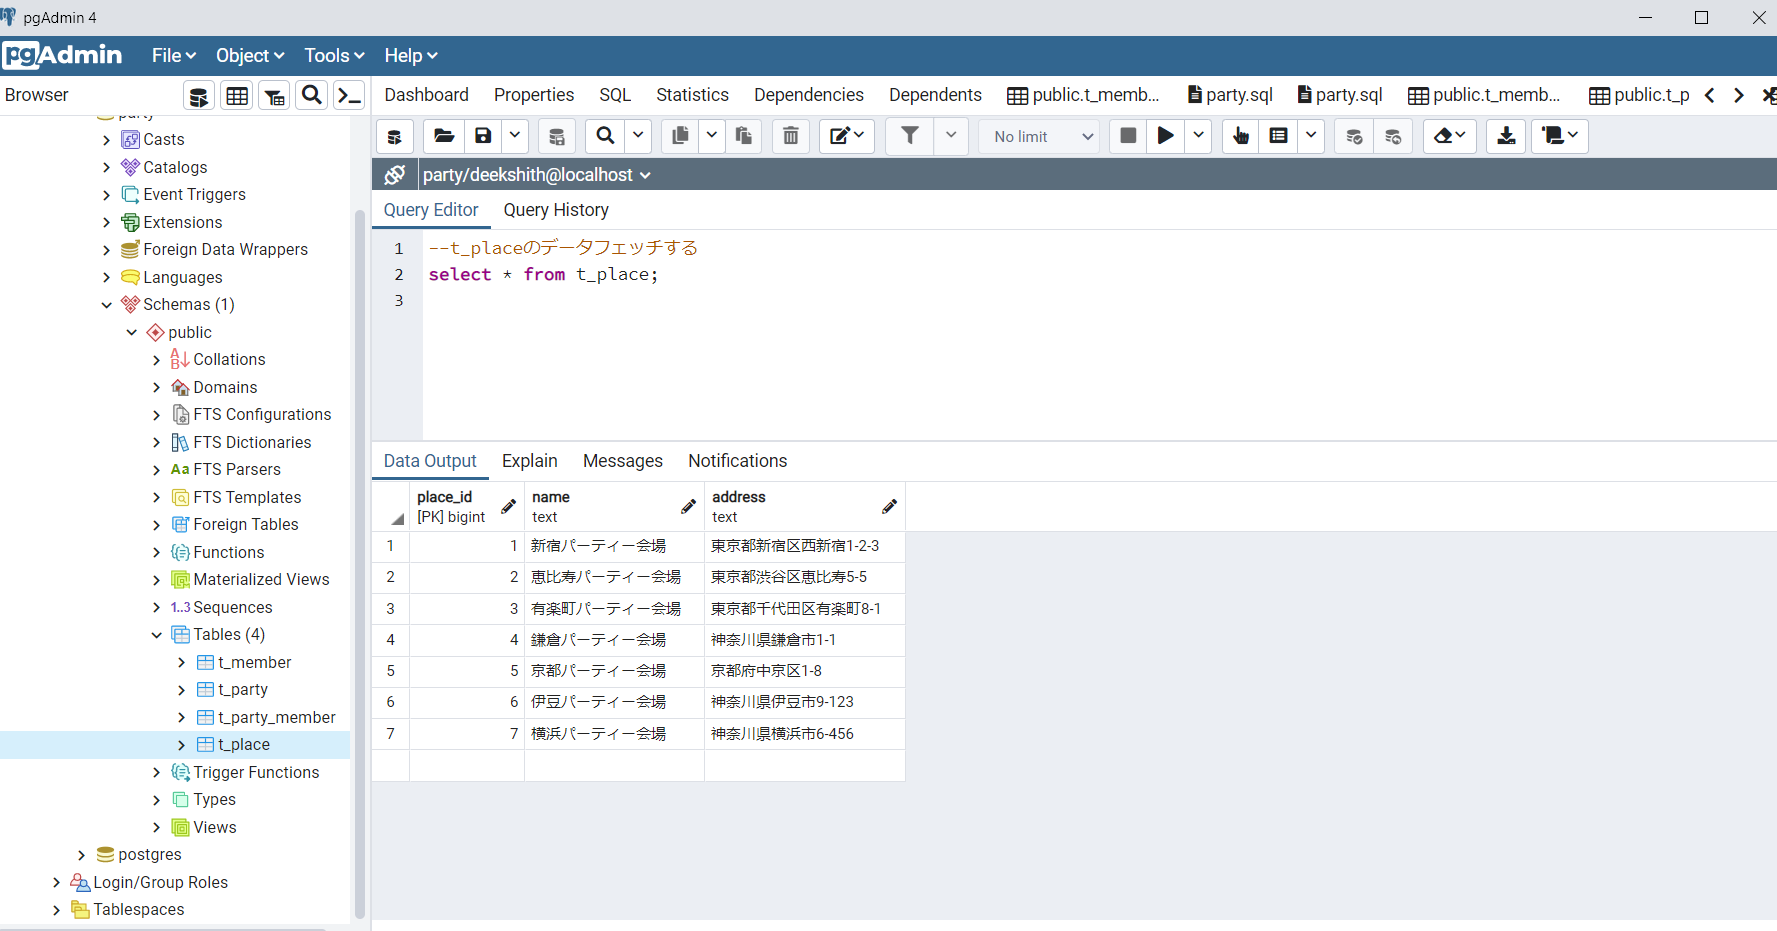 pgAdmin 4
pgAdmin File Object Tools Help
Browser
Dashboard Properties SQL Statistics Dependencies Dependents public.t_memb... party.sql party.sql public.t_memb... public.t_p
No limit
party/deekshith@localhost
Query Editor Query History
1 --t_placeのデータフェッチする
2 select * from t_place;
3
party
Casts
Catalogs
Event Triggers
Extensions
Foreign Data Wrappers
Languages
Schemas (1)
public
Collations
Domains
FTS Configurations
FTS Dictionaries
Aa FTS Parsers
FTS Templates
Foreign Tables
Functions
Materialized Views
1..3 Sequences
Tables (4)
t_member
t_party
t_party_member
t_place
Trigger Functions
Types
Views
postgres
Login/Group Roles
Tablespaces
Data Output Explain Messages Notifications
place_id name address
[PK] bigint text text
1 1 新宿パーティー会場 東京都新宿区西新宿1-2-3
2 2 恵比寿パーティー会場 東京都渋谷区恵比寿5-5
3 3 有楽町パーティー会場 東京都千代田区有楽町8-1
4 4 鎌倉パーティー会場 神奈川県鎌倉市1-1
5 5 京都パーティー会場 京都府中京区1-8
6 6 伊豆パーティー会場 神奈川県伊豆市9-123
7 7 横浜パーティー会場 神奈川県横浜市6-456